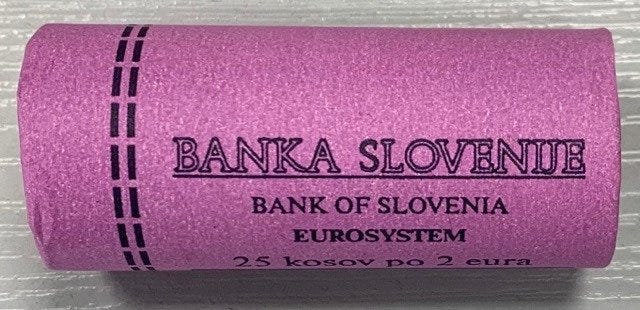 BANKA SLOVENIJE
BANK OF SLOVENIA
EUROSYSTEM
25 kosov po 2 eura